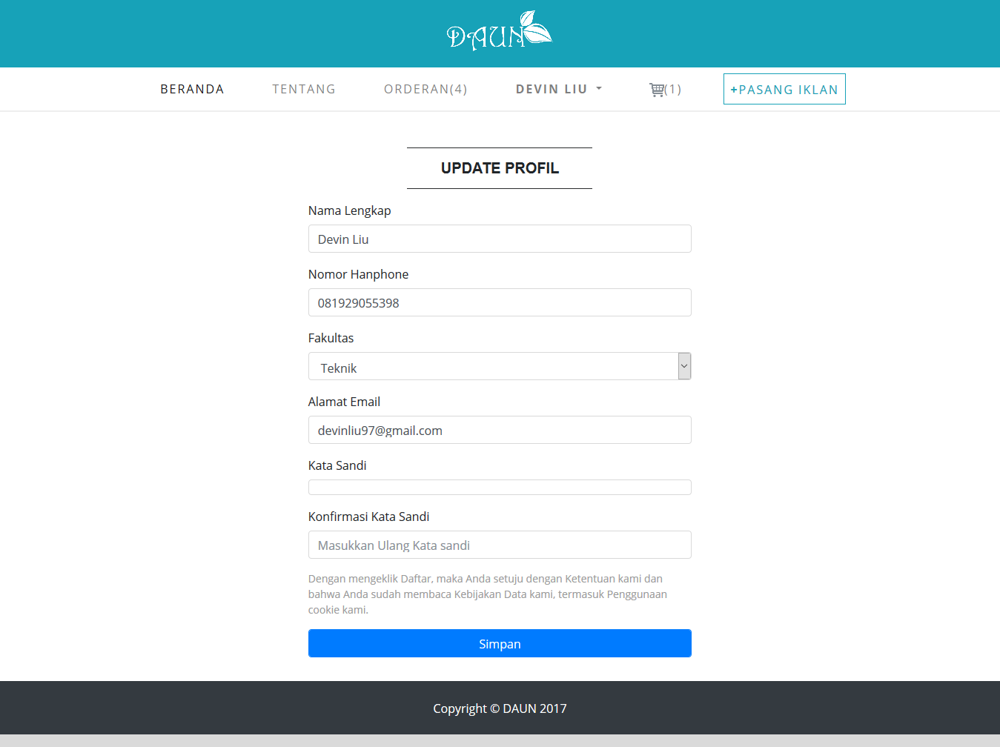 DAUN
BERANDA TENTANG ORDERAN(4) DEVIN LIU (1) +PASANG IKLAN
UPDATE PROFIL
Nama Lengkap
Devin Liu
Nomor Hanphone
081929055398
Fakultas
Teknik
Alamat Email
devinliu97@gmail.com
Kata Sandi
Konfirmasi Kata Sandi
Masukkan Ulang Kata sandi
Dengan mengeklik Daftar, maka Anda setuju dengan Ketentuan kami dan
bahwa Anda sudah membaca Kebijakan Data kami, termasuk Penggunaan
cookie kami.
Simpan
Copyright © DAUN 2017